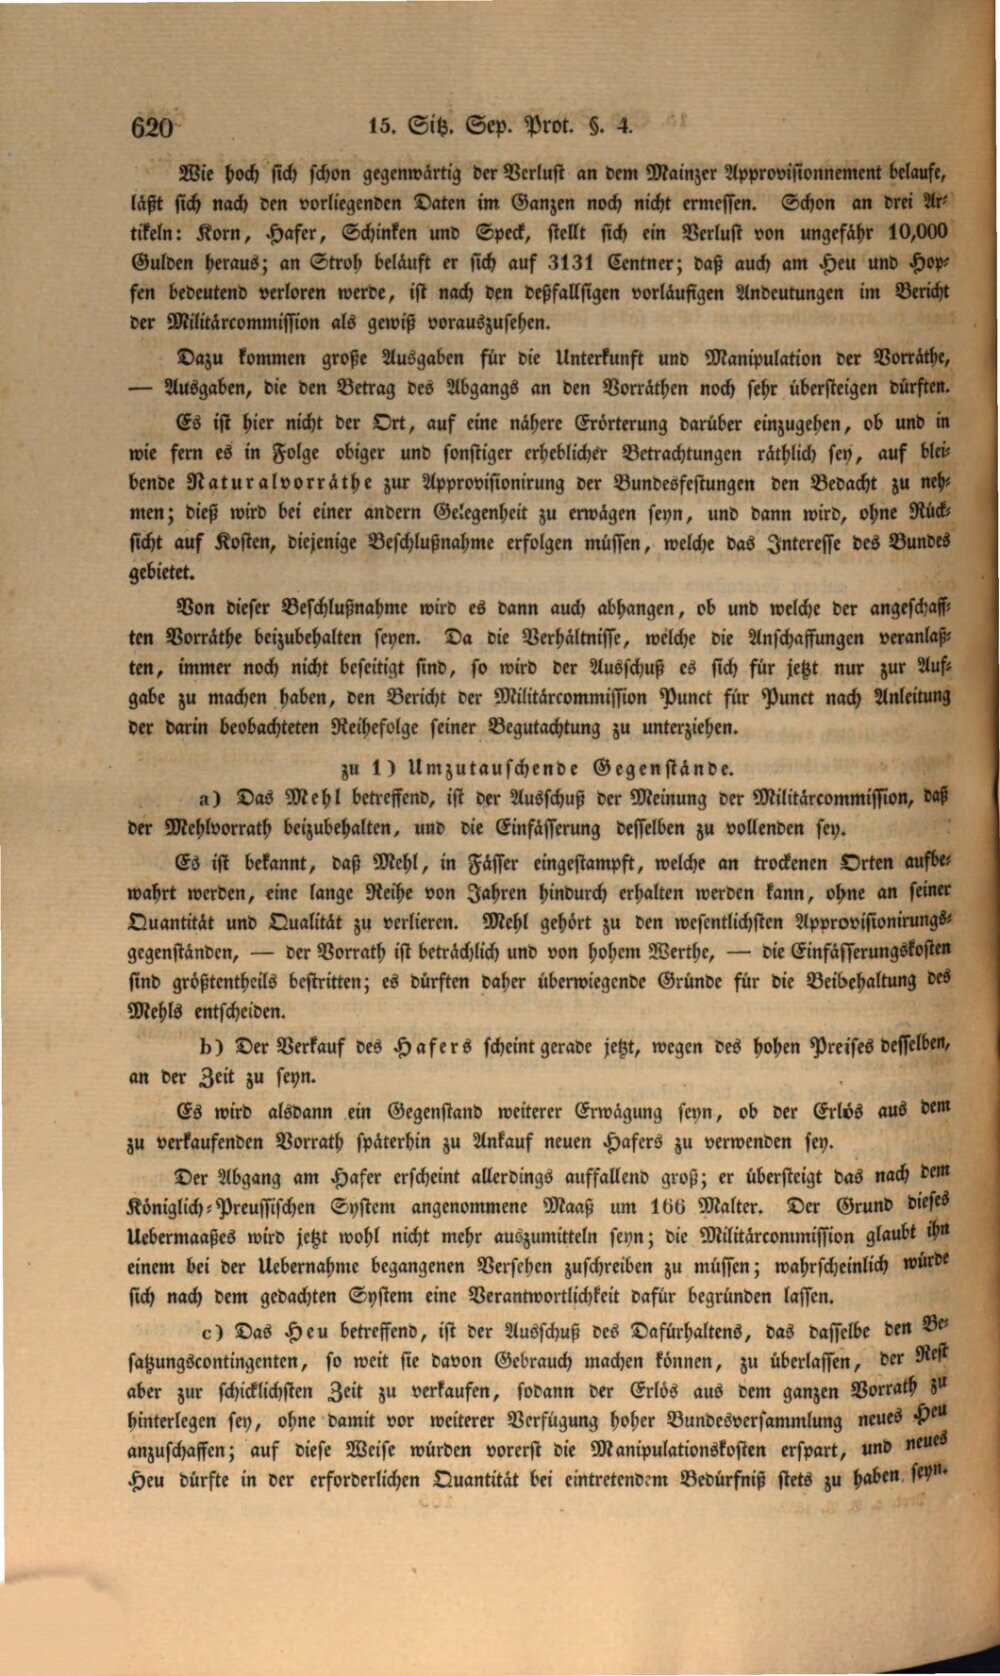 620 15. Sitz. Sep. Prot. §. 4.
Wie hoch sich schon gegenwärtig der Verlust an dem Mainzer Approvisionnement belaufe,
läßt sich nach den vorliegenden Daten im Ganzen noch nicht ermessen. Schon an drei Ar-
tikeln: Korn, Hafer, Schinken und Speck, stellt sich ein Verlust von ungefähr 10,000
Gulden heraus; an Stroh beläuft er sich auf 3131 Centner; daß auch am Heu und Hop-
fen bedeutend verloren werde, ist nach den deßfallsigen vorläufigen Andeutungen im Bericht
der Militärcommission als gewiß vorauszusehen.
Dazu kommen große Ausgaben für die Unterkunft und Manipulation der Vorräthe,
— Ausgaben, die den Betrag des Abgangs an den Vorräthen noch sehr übersteigen dürften.
Es ist hier nicht der Ort, auf eine nähere Erörterung darüber einzugehen, ob und in
wie fern es in Folge obiger und sonstiger erheblicher Betrachtungen räthlich sey, auf blei-
bende Naturalvorräthe zur Approvisionirung der Bundesfestungen den Bedacht zu neh-
men; dieß wird bei einer andern Gelegenheit zu erwägen seyn, und dann wird, ohne Rück-
sicht auf Kosten, diejenige Beschlußnahme erfolgen müssen, welche das Interesse des Bundes
gebietet.
Von dieser Beschlußnahme wird es dann auch abhangen, ob und welche der angeschaff-
ten Vorräthe beizubehalten seyen. Da die Verhältnisse, welche die Anschaffungen veranlaß-
ten, immer noch nicht beseitigt sind, so wird der Ausschuß es sich für jetzt nur zur Auf-
gabe zu machen haben, den Bericht der Militärcommission Punct für Punct nach Anleitung
der darin beobachteten Reihefolge seiner Begutachtung zu unterziehen.
zu 1) Umzutauschende Gegenstände.
a) Das Mehl betreffend, ist der Ausschuß der Meinung der Militärcommission, daß
der Mehlvorrath beizubehalten, und die Einfässerung desselben zu vollenden sey.
Es ist bekannt, daß Mehl, in Fässer eingestampft, welche an trockenen Orten aufbe-
wahrt werden, eine lange Reihe von Jahren hindurch erhalten werden kann, ohne an seiner
Quantität und Qualität zu verlieren. Mehl gehört zu den wesentlichsten Approvisionirungs-
gegenständen, — der Vorrath ist beträchlich und von hohem Werthe, — die Einfässerungskosten
sind größtentheils bestritten; es dürften daher überwiegende Gründe für die Beibehaltung des
Mehls entscheiden.
b) Der Verkauf des Hafers scheint gerade jetzt, wegen des hohen Preises desselben,
an der Zeit zu seyn.
Es wird alsdann ein Gegenstand weiterer Erwägung seyn, ob der Erlös aus dem
zu verkaufenden Vorrath späterhin zu Ankauf neuen Hafers zu verwenden sey.
Der Abgang am Hafer erscheint allerdings auffallend groß; er übersteigt das nach dem
Königlich-Preussischen System angenommene Maaß um 166 Malter. Der Grund dieses
Uebermaaßes wird jetzt wohl nicht mehr auszumitteln seyn; die Militärcommission glaubt ihn
einem bei der Uebernahme begangenen Versehen zuschreiben zu müssen; wahrscheinlich würde
sich nach dem gedachten System eine Verantwortlichkeit dafür begründen lassen.
c) Das Heu betreffend, ist der Ausschuß des Dafürhaltens, das dasselbe den Be-
satzungscontingenten, so weit sie davon Gebrauch machen können, zu überlassen, der Rest
aber zur schicklichsten Zeit zu verkaufen, sodann der Erlös aus dem ganzen Vorrath zu
hinterlegen sey, ohne damit vor weiterer Verfügung hoher Bundesversammlung neues Heu
anzuschaffen; auf diese Weise würden vorerst die Manipulationskosten erspart, und neues
Heu dürfte in der erforderlichen Quantität bei eintretendem Bedürfniß stets zu haben seyn.